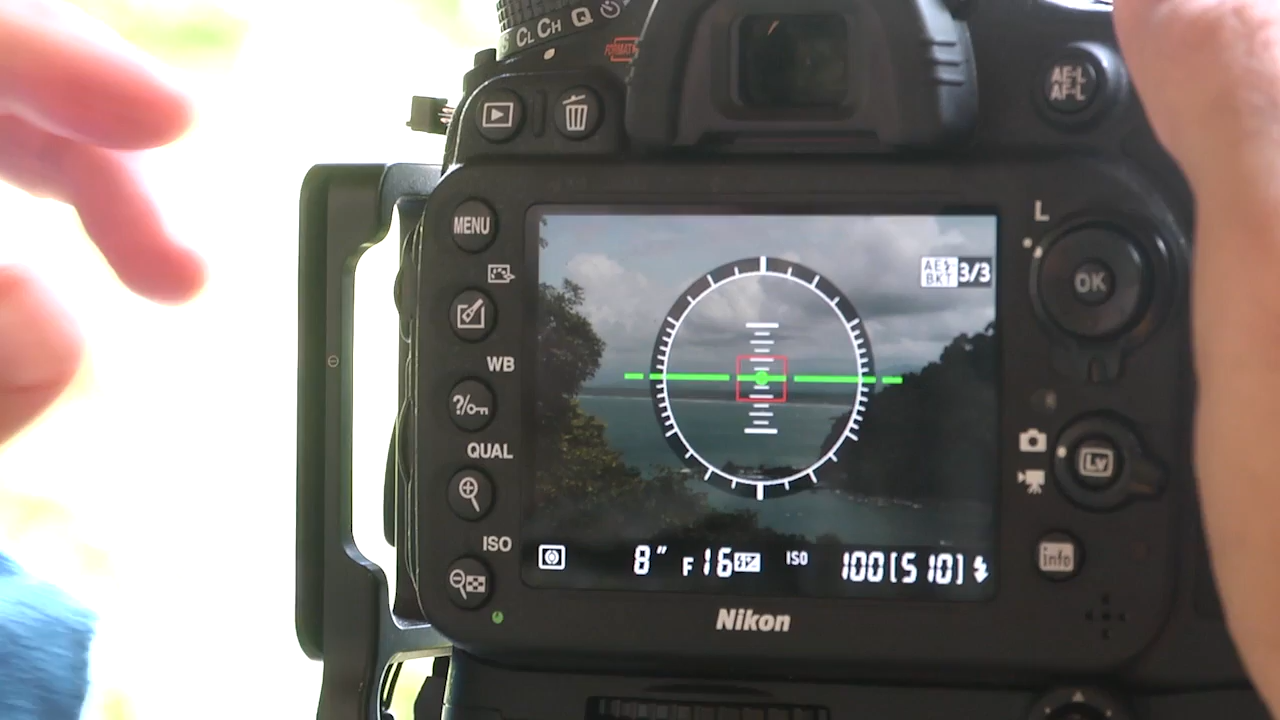 S CL CH Q
FORMAT
AE-L
AF-L
MENU
L
AE
BKT 3/3
OK
WB
?/
QUAL
Lv
ISO
info
8" F16 ISO 100[510]
Nikon